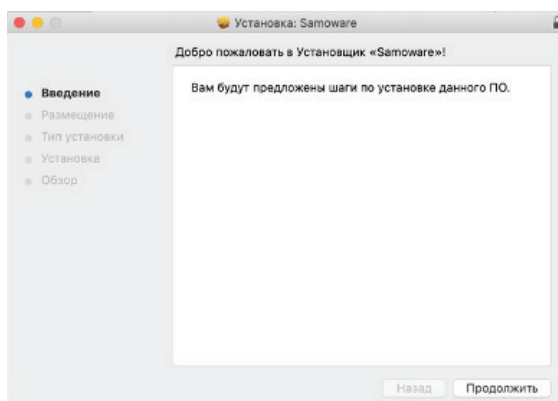 Установка: Samoware
Добро пожаловать в Установщик «Samoware»!
Вам будут предложены шаги по установке данного ПО.
Введение
Размещение
Тип установки
Установка
Обзор
Назад
Продолжить